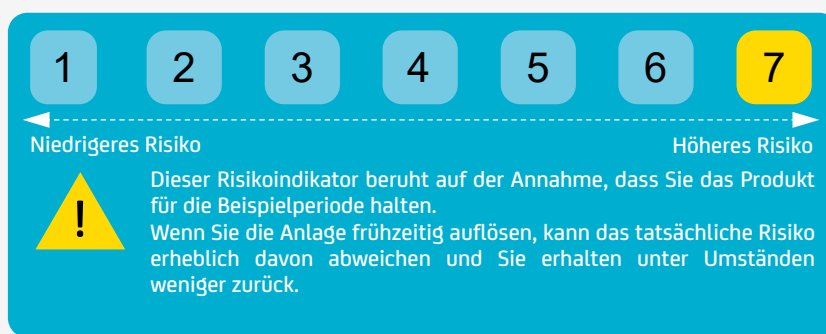 1 2 3 4 5 6 7
Niedrigeres Risiko Höheres Risiko
Dieser Risikoindikator beruht auf der Annahme, dass Sie das Produkt
für die Beispielperiode halten.
Wenn Sie die Anlage frühzeitig auflösen, kann das tatsächliche Risiko
erheblich davon abweichen und Sie erhalten unter Umständen
weniger zurück.
!